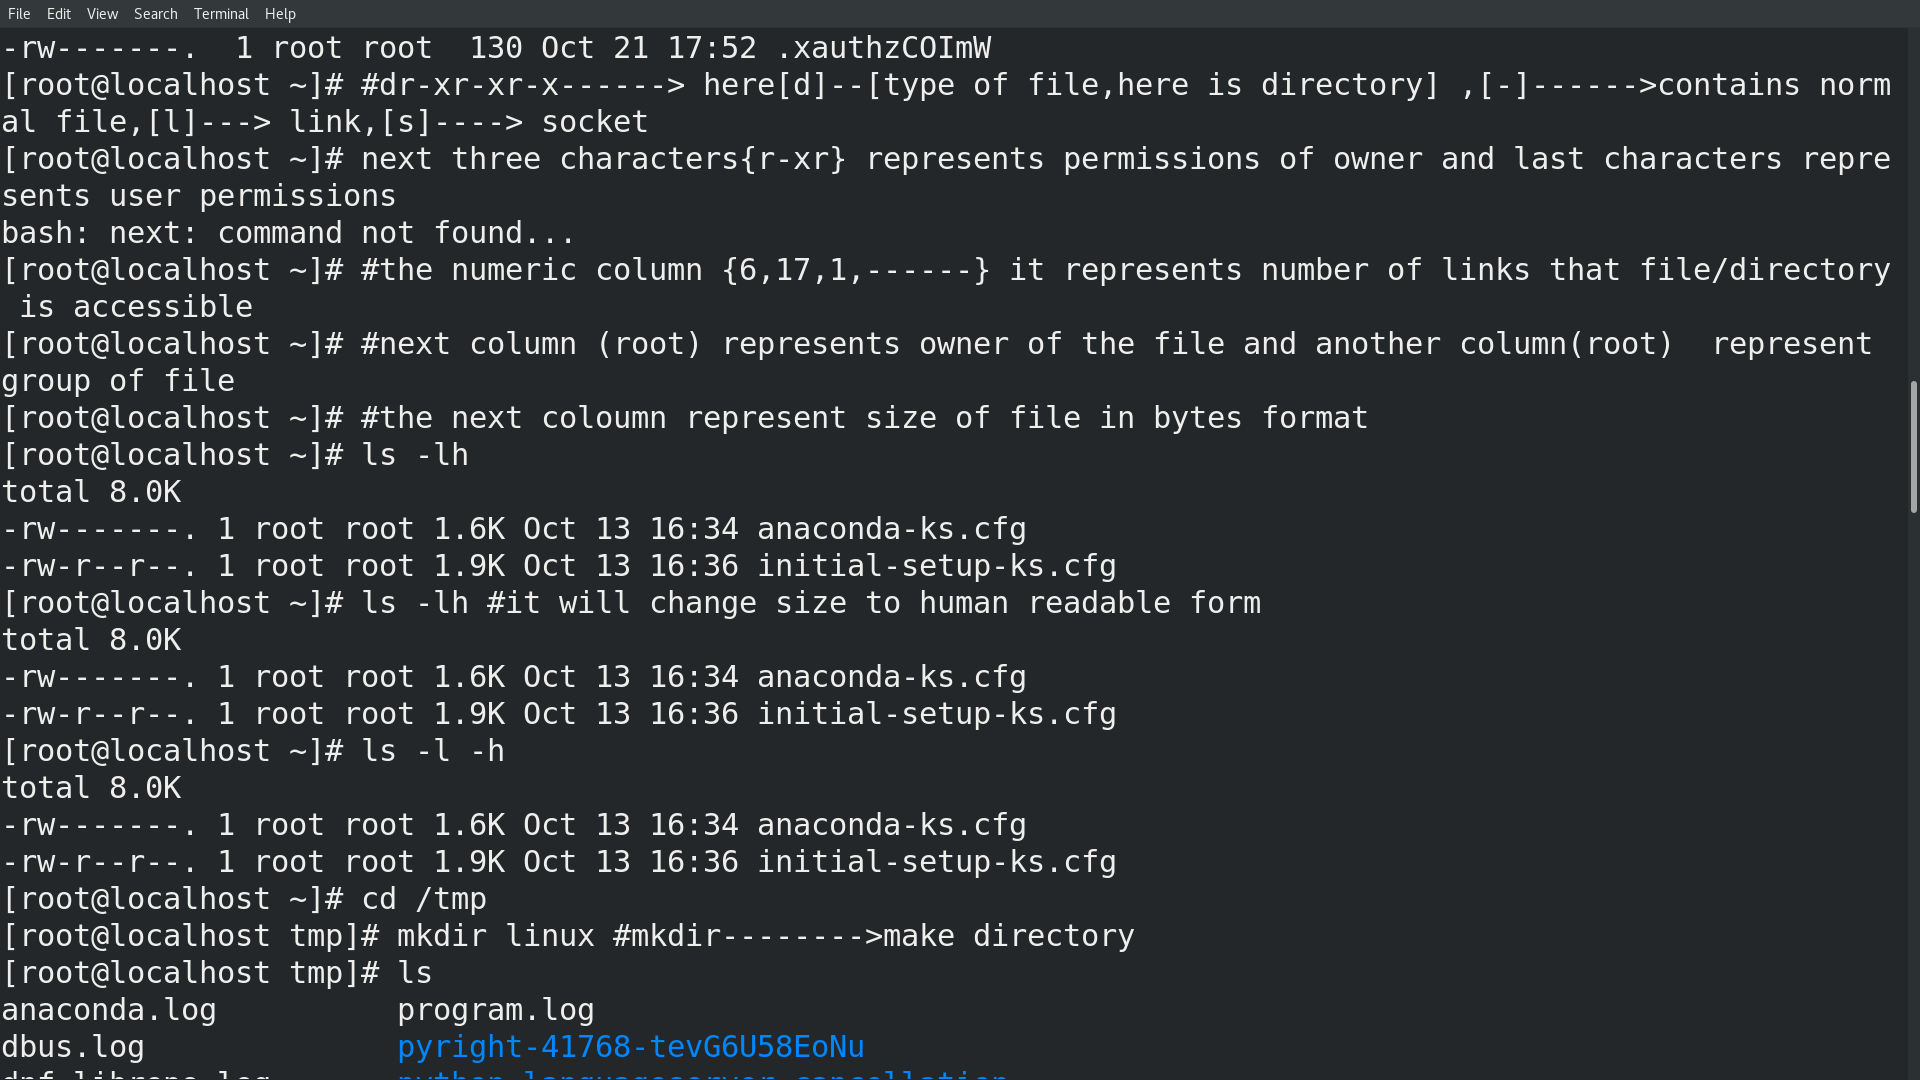 File Edit View Search Terminal Help
-rw-------.  1 root root  130 Oct 21 17:52 .xauthzCOImW
[root@localhost ~]# #dr-xr-xr-x------> here[d]--[type of file,here is directory] ,[-]------>contains norm
al file,[l]---> link,[s]----> socket
[root@localhost ~]# next three characters{r-xr} represents permissions of owner and last characters repre
sents user permissions
bash: next: command not found...
[root@localhost ~]# #the numeric column {6,17,1,------} it represents number of links that file/directory
 is accessible
[root@localhost ~]# #next column (root) represents owner of the file and another column(root)  represent
group of file
[root@localhost ~]# #the next coloumn represent size of file in bytes format
[root@localhost ~]# ls -lh
total 8.0K
-rw-------. 1 root root 1.6K Oct 13 16:34 anaconda-ks.cfg
-rw-r--r--. 1 root root 1.9K Oct 13 16:36 initial-setup-ks.cfg
[root@localhost ~]# ls -lh #it will change size to human readable form
total 8.0K
-rw-------. 1 root root 1.6K Oct 13 16:34 anaconda-ks.cfg
-rw-r--r--. 1 root root 1.9K Oct 13 16:36 initial-setup-ks.cfg
[root@localhost ~]# ls -l -h
total 8.0K
-rw-------. 1 root root 1.6K Oct 13 16:34 anaconda-ks.cfg
-rw-r--r--. 1 root root 1.9K Oct 13 16:36 initial-setup-ks.cfg
[root@localhost ~]# cd /tmp
[root@localhost tmp]# mkdir linux #mkdir-------->make directory
[root@localhost tmp]# ls
anaconda.log          program.log
dbus.log              pyright-41768-tevG6U58EoNu